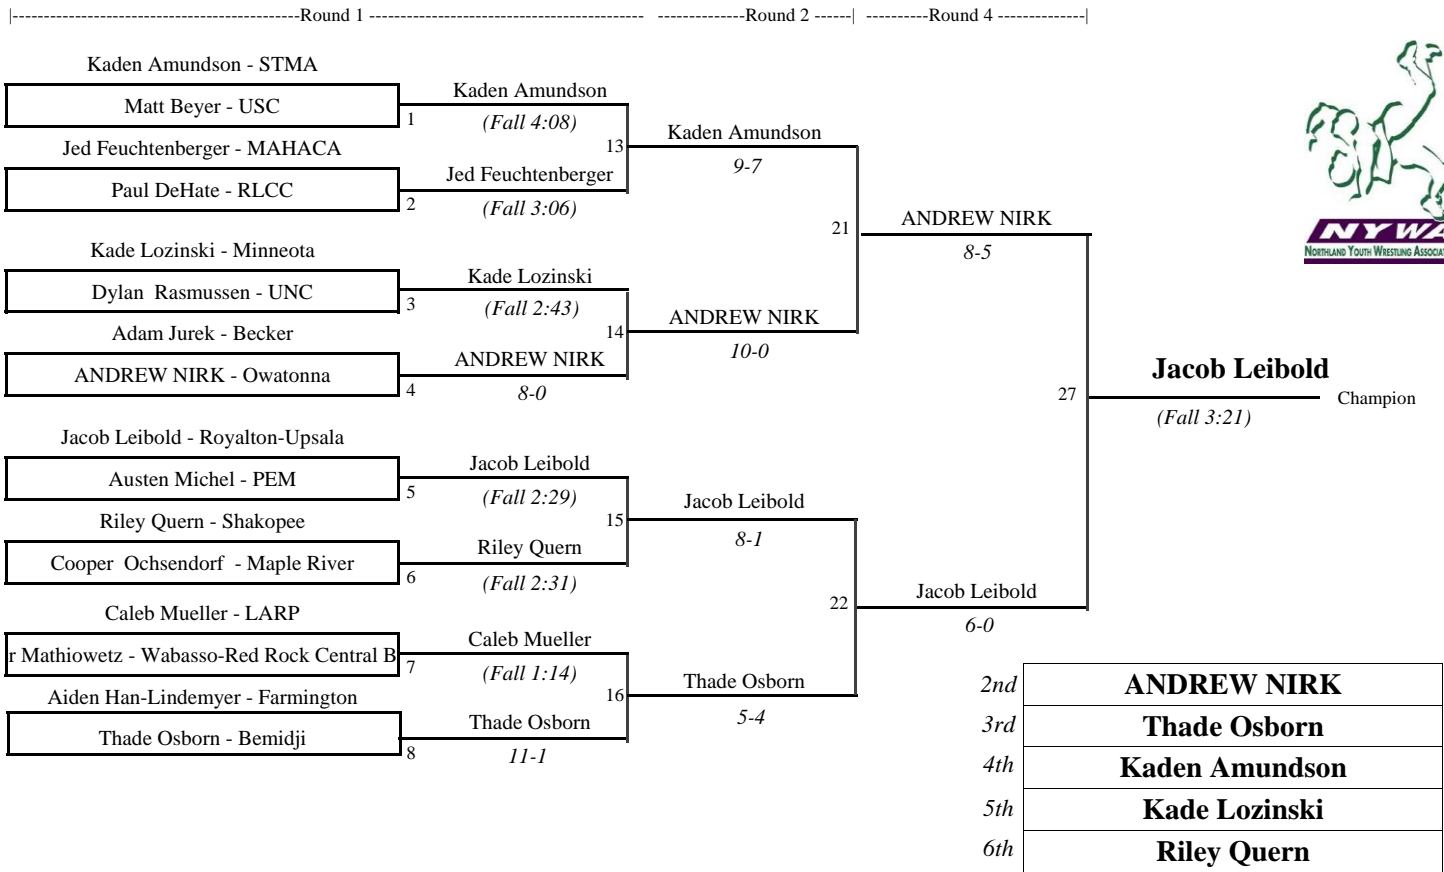 |----------------------------------------------Round 1 -------------------------------------------- --------------Round 2 ------| ----------Round 4 --------------|
Kaden Amundson - STMA
Matt Beyer - USC
1
Kaden Amundson
(Fall 4:08)
Jed Feuchtenberger - MAHACA
Paul DeHate - RLCC
2
Jed Feuchtenberger
(Fall 3:06)
13
Kaden Amundson
9-7
Kade Lozinski - Minneota
Dylan Rasmussen - UNC
3
Kade Lozinski
(Fall 2:43)
Adam Jurek - Becker
ANDREW NIRK - Owatonna
4
ANDREW NIRK
8-0
14
ANDREW NIRK
10-0
21
ANDREW NIRK
8-5
Jacob Leibold - Royalton-Upsala
Austen Michel - PEM
5
Jacob Leibold
(Fall 2:29)
Riley Quern - Shakopee
Cooper Ochsendorf - Maple River
6
Riley Quern
(Fall 2:31)
15
Jacob Leibold
8-1
Caleb Mueller - LARP
r Mathiowetz - Wabasso-Red Rock Central B
7
Caleb Mueller
(Fall 1:14)
Aiden Han-Lindemyer - Farmington
Thade Osborn - Bemidji
8
Thade Osborn
11-1
16
Thade Osborn
5-4
22
Jacob Leibold
6-0
27
Jacob Leibold
Champion
(Fall 3:21)
NYWA
NORTHLAND YOUTH WRESTLING ASSOCIAT
2nd ANDREW NIRK
3rd Thade Osborn
4th Kaden Amundson
5th Kade Lozinski
6th Riley Quern